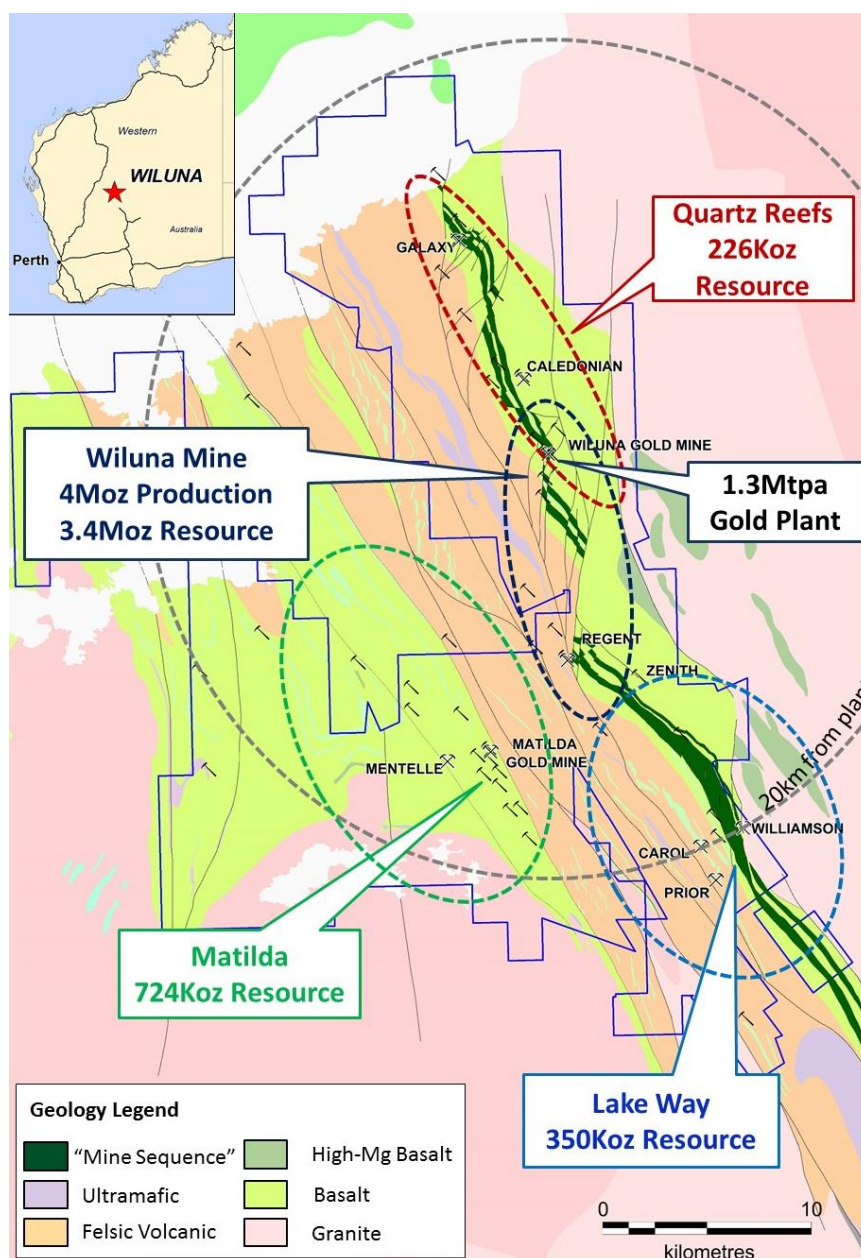 Western
WILUNA
Australia
Perth
Quartz Reefs
226Koz
Resource
GALAXY
CALEDONIAN
WILUNA GOLD MINE
Wiluna Mine
4Moz Production
3.4Moz Resource
1.3Mtpa
Gold Plant
REGENT
ZENITH
MATILDA
GOLD MINE
MENTELLE
20km from plant
WILLIAMSON
CAROL
PRIOR
Matilda
724Koz Resource
Lake Way
350Koz Resource
Geology Legend
“Mine Sequence”
High-Mg Basalt
Ultramafic
Basalt
Felsic Volcanic
Granite
0
10
kilometres